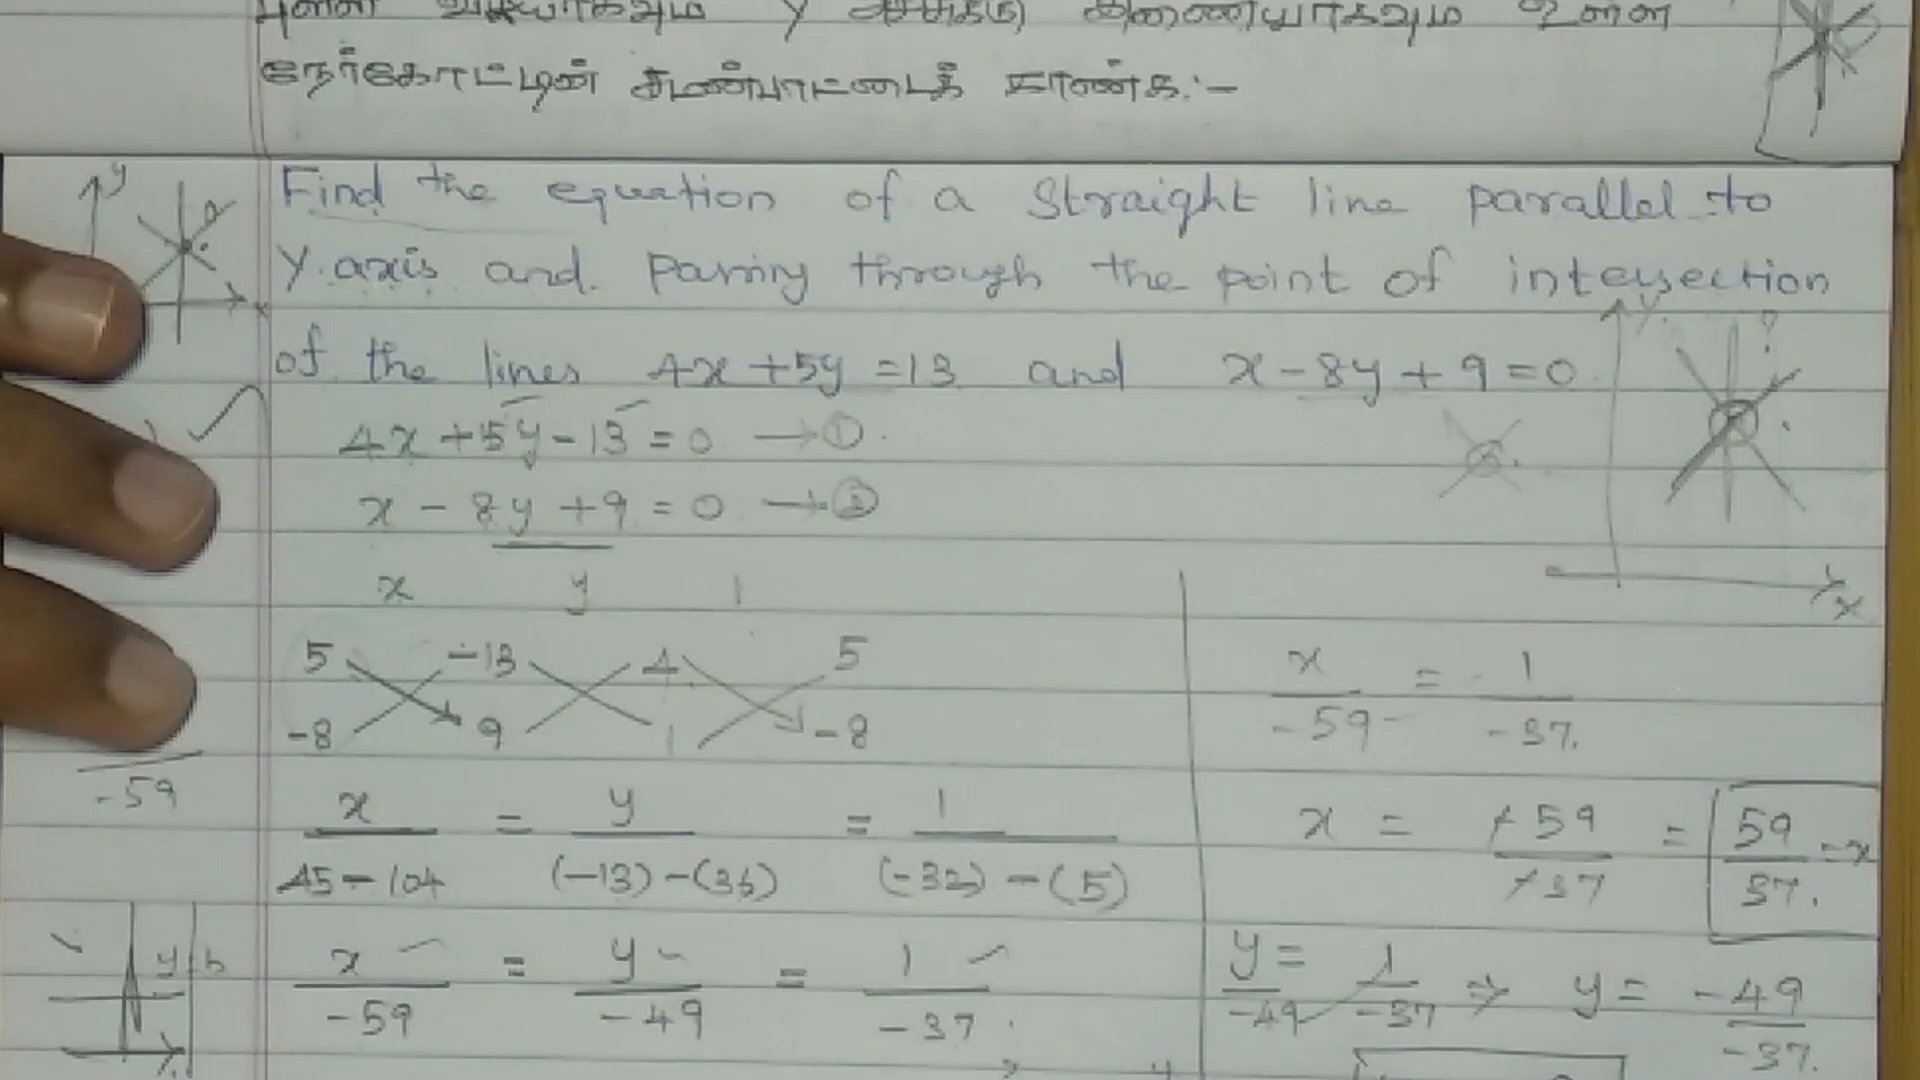 நேர்கோட்டின் சமன்பாட்டைக் காண்க:-
Find the equation of a straight line parallel to
Y.axis and. passing through the point of intersection
of the lines 4x + 5y = 13 and x - 8y + 9 = 0
4x + 5y - 13 = 0 → ①
x - 8y + 9 = 0 → ②
x y 1
5 -13 4 5
-8 9 1 -8
x/45-104 = y/(-13)-(36) = 1/(-32)-(5)
x/-59 = y/-49 = 1/-37
x/-59 = 1/-37.
x = -59/-37 = 59/37. = x
y/-49 = 1/-37 ⇒ y = -49/-37.
-59
y
x
y
x